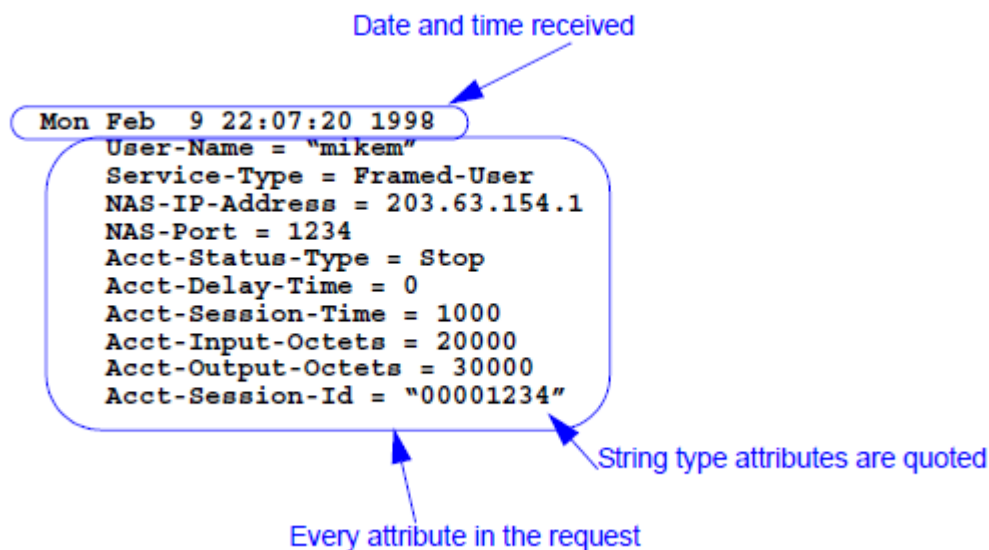 Date and time received
Mon Feb  9 22:07:20 1998
User-Name = “mikem”
Service-Type = Framed-User
NAS-IP-Address = 203.63.154.1
NAS-Port = 1234
Acct-Status-Type = Stop
Acct-Delay-Time = 0
Acct-Session-Time = 1000
Acct-Input-Octets = 20000
Acct-Output-Octets = 30000
Acct-Session-Id = “00001234”
String type attributes are quoted
Every attribute in the request